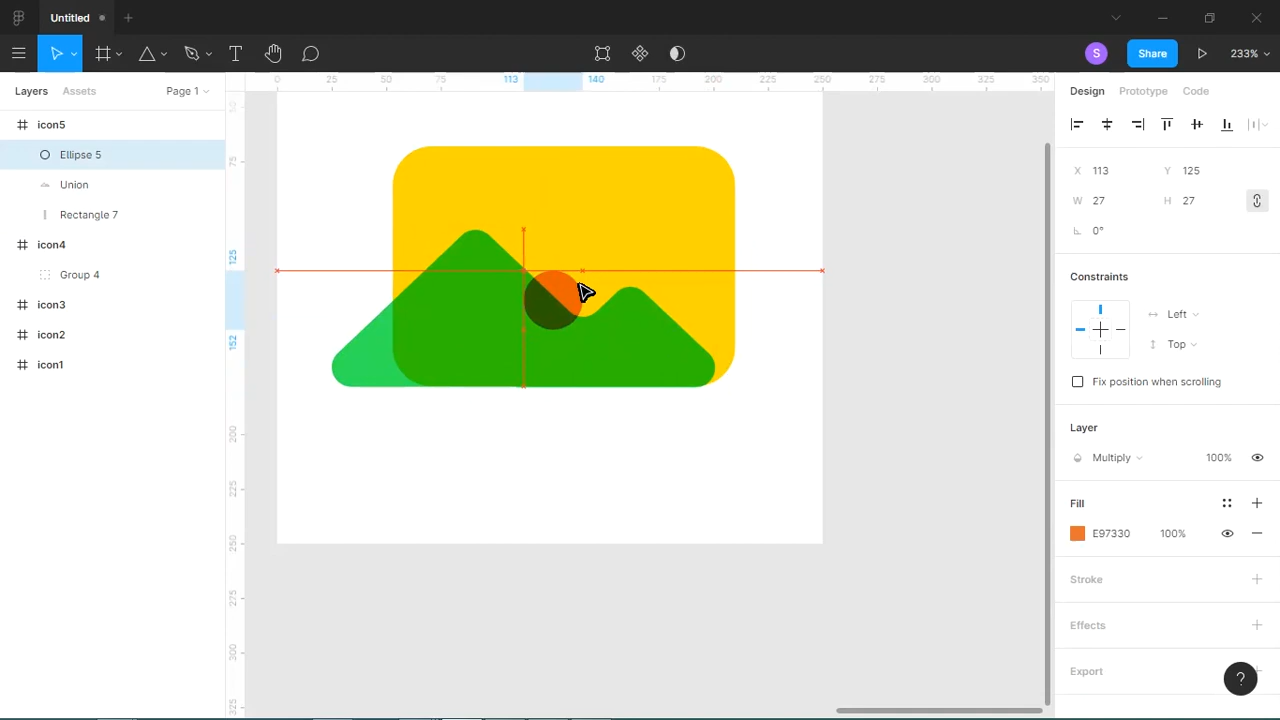 Untitled
S
Share
233%
Layers
Assets
Page 1
0
25
50
75
113
140
175
200
225
250
275
300
325
350
Design
Prototype
Code
icon5
Ellipse 5
Union
Rectangle 7
icon4
Group 4
icon3
icon2
icon1
50
75
125
152
200
225
250
275
300
325
X 113
Y 125
W 27
H 27
0°
Constraints
Left
Top
Fix position when scrolling
Layer
Multiply
100%
Fill
E97330
100%
Stroke
Effects
Export
?